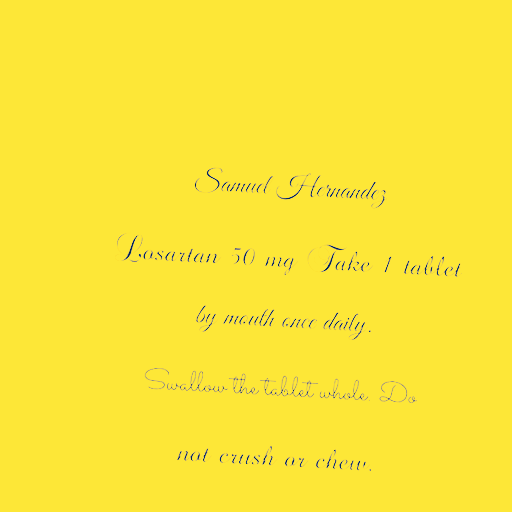 Samuel Hernandez
Losartan 50 mg Take 1 tablet
by mouth once daily.
Swallow the tablet whole. Do
not crush or chew.